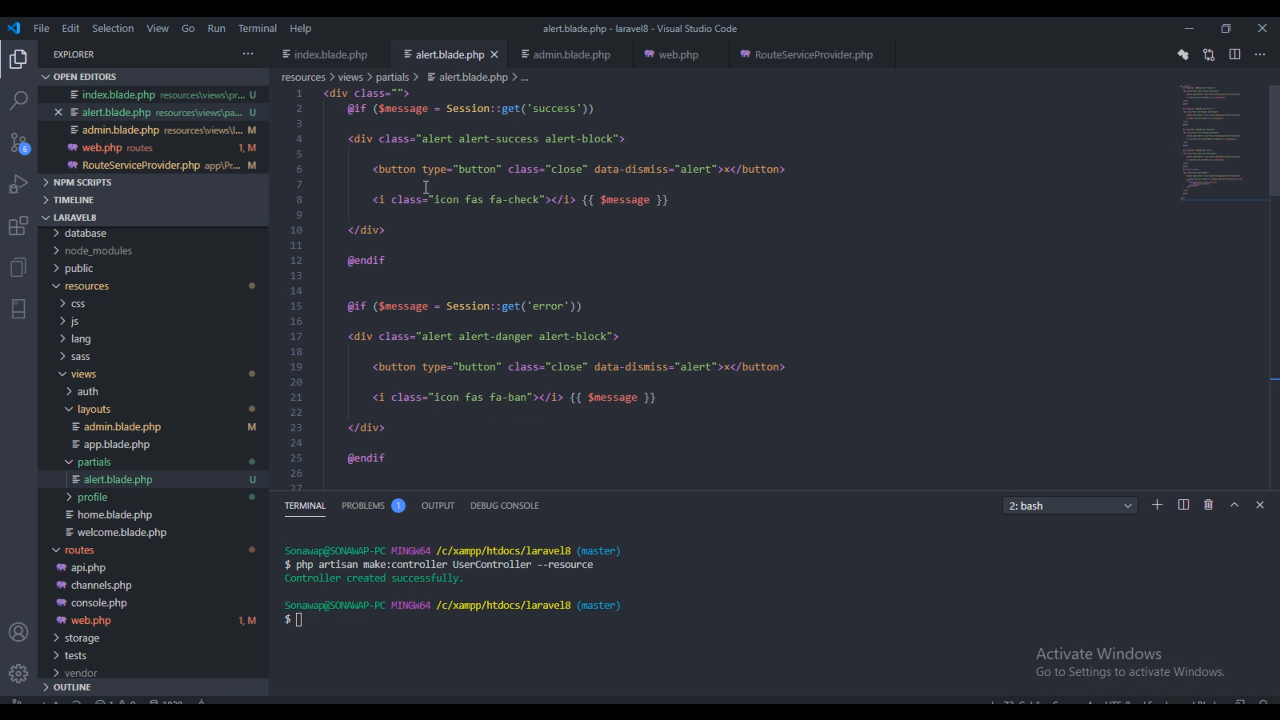 File Edit Selection View Go Run Terminal Help alert.blade.php - laravel8 - Visual Studio Code
EXPLORER ...
OPEN EDITORS
index.blade.php resources\views\pr... U
alert.blade.php resources\views\pa... U
admin.blade.php resources\views\l... M
web.php routes 1, M
RouteServiceProvider.php app\Pr... M
NPM SCRIPTS
TIMELINE
LARAVEL8
database
node_modules
public
resources
css
js
lang
sass
views
auth
layouts
admin.blade.php M
app.blade.php
partials
alert.blade.php U
profile
home.blade.php
welcome.blade.php
routes
api.php
channels.php
console.php
web.php 1, M
storage
tests
vendor
OUTLINE
6
index.blade.php alert.blade.php admin.blade.php web.php RouteServiceProvider.php
resources > views > partials > alert.blade.php > ...
1 <div class="">
2 @if ($message = Session::get('success'))
3
4 <div class="alert alert-success alert-block">
5
6 <button type="button" class="close" data-dismiss="alert">×</button>
7
8 <i class="icon fas fa-check"></i> {{ $message }}
9
10 </div>
11
12 @endif
13
14
15 @if ($message = Session::get('error'))
16
17 <div class="alert alert-danger alert-block">
18
19 <button type="button" class="close" data-dismiss="alert">×</button>
20
21 <i class="icon fas fa-ban"></i> {{ $message }}
22
23 </div>
24
25 @endif
26
27
TERMINAL PROBLEMS 1 OUTPUT DEBUG CONSOLE 2: bash
Sonawap@SONAWAP-PC MINGW64 /c/xampp/htdocs/laravel8 (master)
$ php artisan make:controller UserController --resource
Controller created successfully.
Sonawap@SONAWAP-PC MINGW64 /c/xampp/htdocs/laravel8 (master)
$
Activate Windows
Go to Settings to activate Windows.